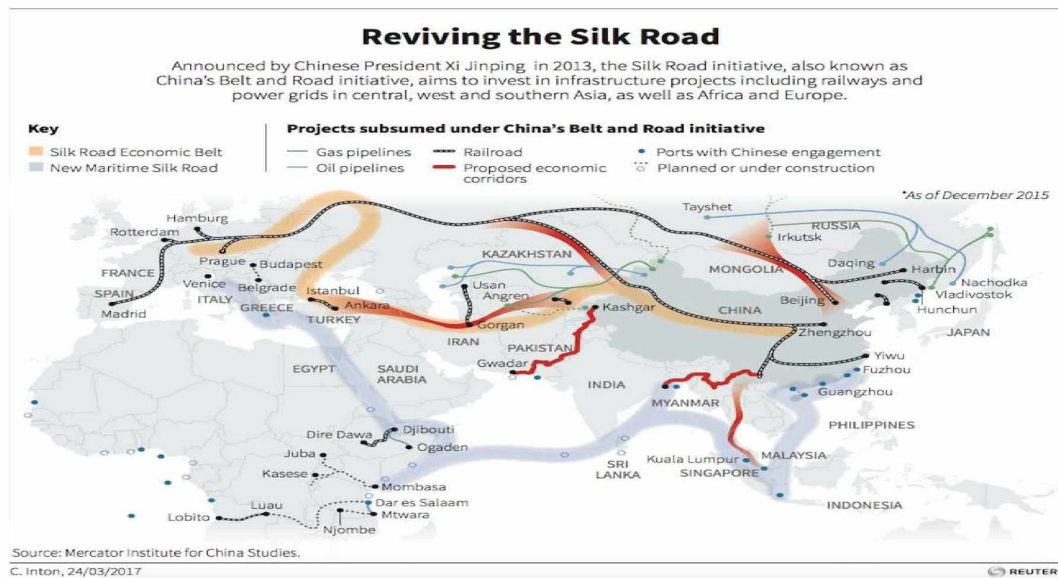 Reviving the Silk Road
Announced by Chinese President Xi Jinping in 2013, the Silk Road initiative, also known as
China's Belt and Road initiative, aims to invest in infrastructure projects including railways and
power grids in central, west and southern Asia, as well as Africa and Europe.
Key
Silk Road Economic Belt
New Maritime Silk Road
Projects subsumed under China's Belt and Road initiative
Gas pipelines
Oil pipelines
Railroad
Proposed economic
corridors
Ports with Chinese engagement
Planned or under construction
*As of December 2015
Tayshet
Hamburg
RUSSIA
Rotterdam
Irkutsk
KAZAKHSTAN
Prague
Budapest
MONGOLIA
Daqing
Harbin
FRANCE
Venice
Belgrade
Istanbul
Usan
Nachodka
SPAIN
ITALY
Angren
Vladivostok
GREECE
Ankara
Kashgar
Beijing
Hunchun
Madrid
TURKEY
Gorgan
CHINA
JAPAN
IRAN
Zhengzhou
PAKISTAN
Gwadar
Yiwu
EGYPT
SAUDI
ARABIA
Fuzhou
INDIA
Guangzhou
MYANMAR
Djibouti
PHILIPPINES
Dire Dawa
Ogaden
Juba
SRI
LANKA
Kuala Lumpur
MALAYSIA
SINGAPORE
Kasese
Mombasa
Dar es Salaam
INDONESIA
Lobito
Luau
Mtwara
Njombe
Source: Mercator Institute for China Studies.
C. Inton, 24/03/2017
REUTER